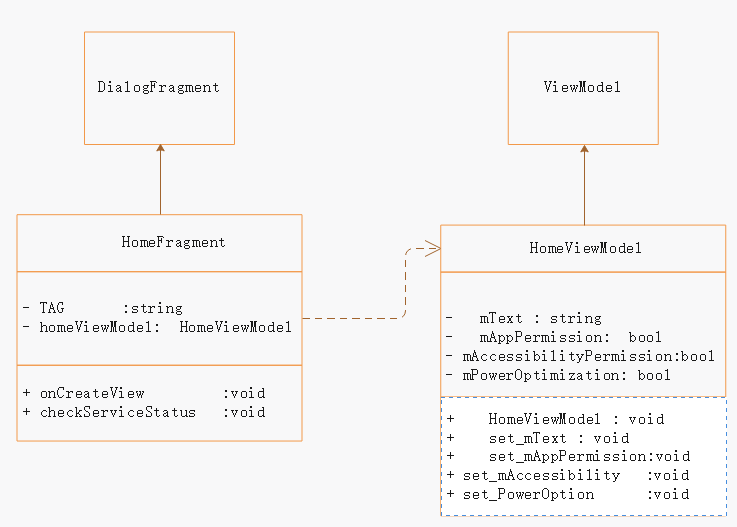 DialogFragment
ViewModel
HomeFragment
- TAG :string
- homeViewModel: HomeViewModel
+ onCreateView :void
+ checkServiceStatus :void
HomeViewModel
- mText : string
- mAppPermission: bool
- mAccessibilityPermission:bool
- mPowerOptimization: bool
+ HomeViewModel : void
+ set_mText : void
+ set_mAppPermission:void
+ set_mAccessibility :void
+ set_PowerOption :void